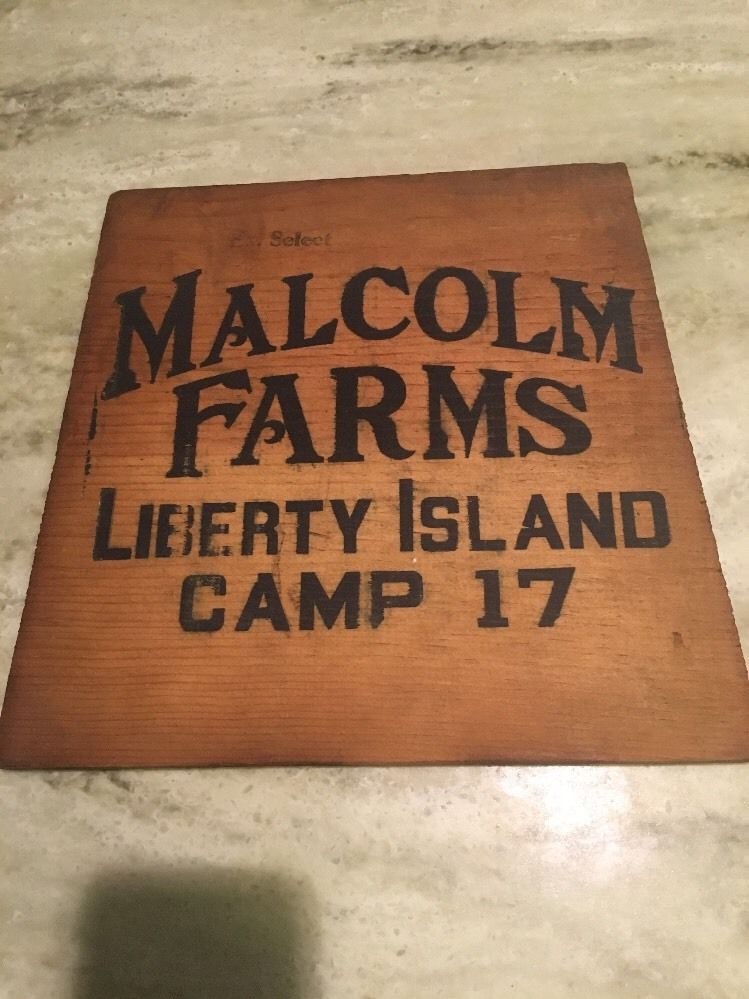 Select
MALCOLM
FARMS
LIBERTY ISLAND
CAMP 17